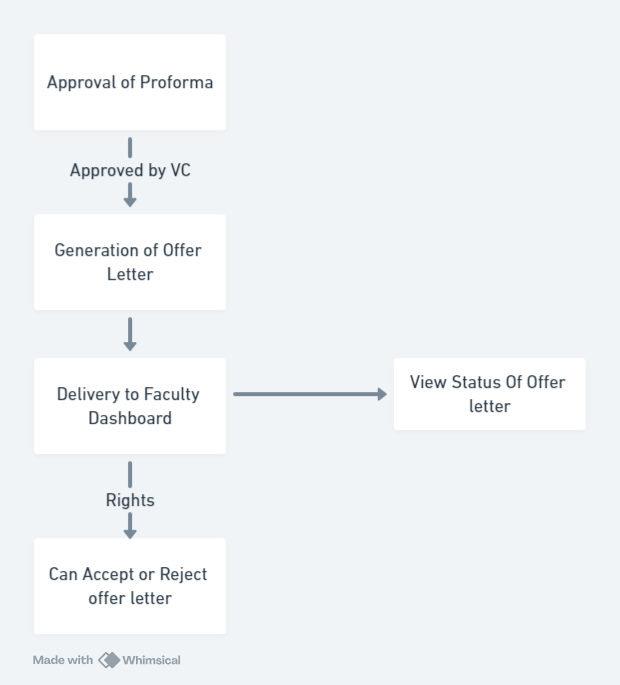 Approval of Proforma
Approved by VC
Generation of Offer
Letter
Delivery to Faculty
Dashboard
View Status Of Offer
letter
Rights
Can Accept or Reject
offer letter
Made with Whimsical